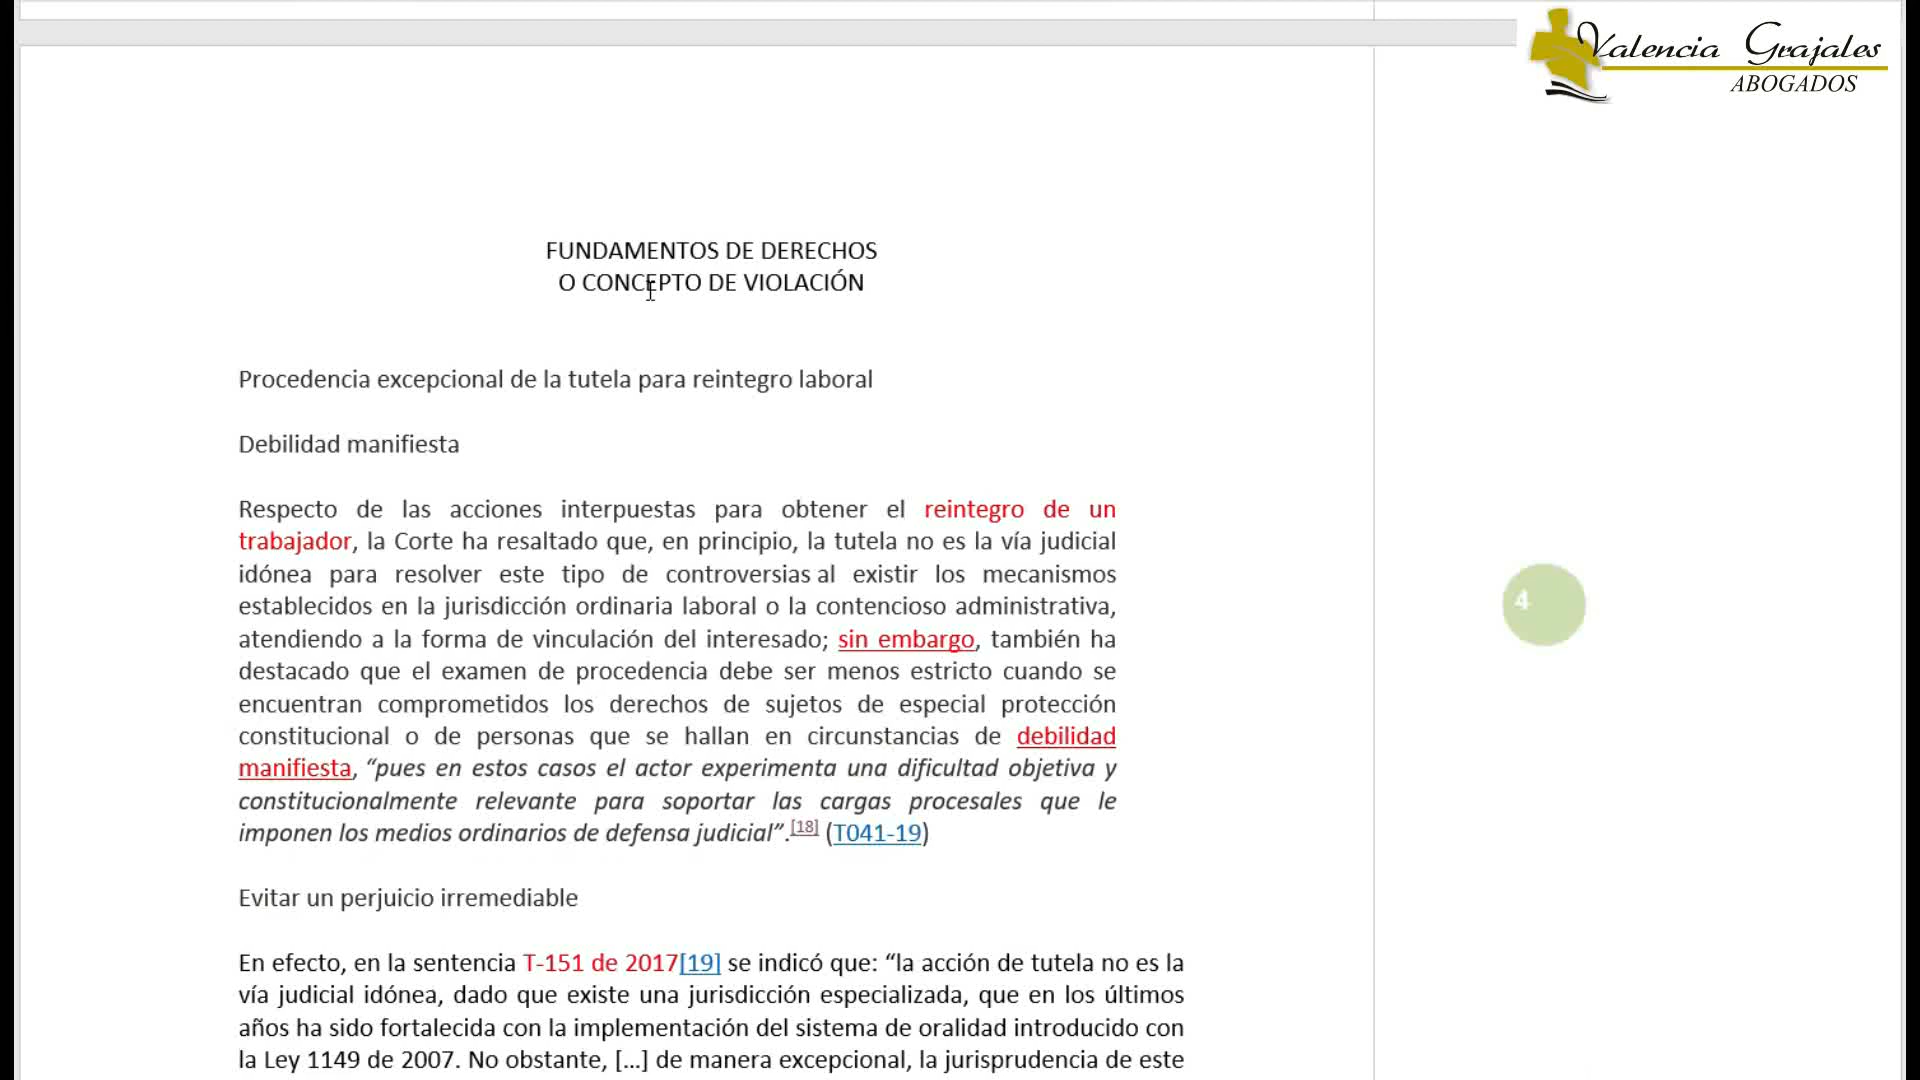 Valencia Grajales
ABOGADOS
FUNDAMENTOS DE DERECHOS
O CONCEPTO DE VIOLACIÓN
Procedencia excepcional de la tutela para reintegro laboral
Debilidad manifiesta
Respecto de las acciones interpuestas para obtener el reintegro de un
trabajador, la Corte ha resaltado que, en principio, la tutela no es la vía judicial
idónea para resolver este tipo de controversias al existir los mecanismos
establecidos en la jurisdicción ordinaria laboral o la contencioso administrativa,
atendiendo a la forma de vinculación del interesado; sin embargo, también ha
destacado que el examen de procedencia debe ser menos estricto cuando se
encuentran comprometidos los derechos de sujetos de especial protección
constitucional o de personas que se hallan en circunstancias de debilidad
manifiesta, “pues en estos casos el actor experimenta una dificultad objetiva y
constitucionalmente relevante para soportar las cargas procesales que le
imponen los medios ordinarios de defensa judicial”.[18] (T041-19)
4
Evitar un perjuicio irremediable
En efecto, en la sentencia T-151 de 2017[19] se indicó que: “la acción de tutela no es la
vía judicial idónea, dado que existe una jurisdicción especializada, que en los últimos
años ha sido fortalecida con la implementación del sistema de oralidad introducido con
la Ley 1149 de 2007. No obstante, [...] de manera excepcional, la jurisprudencia de este